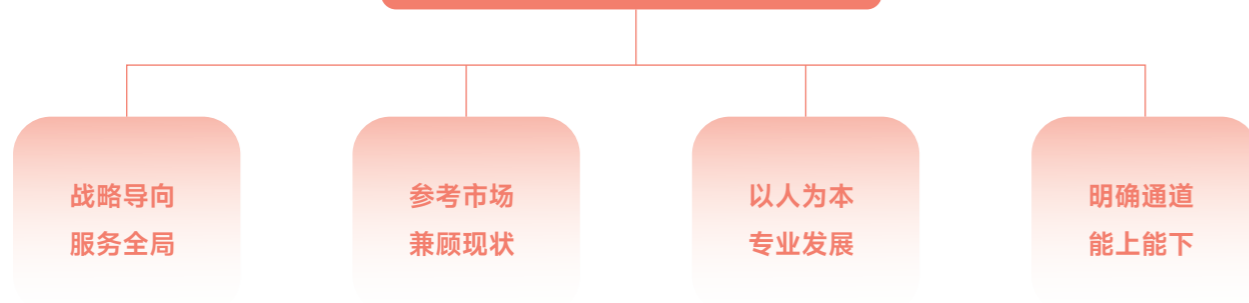 战略导向
服务全局
参考市场
兼顾现状
以人为本
专业发展
明确通道
能上能下